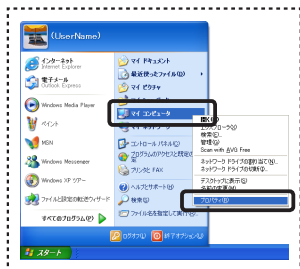 (UserName)
インターネット
Internet Explorer
電子メール
Outlook Express
Windows Media Player
ペイント
MSN
Windows Messenger
Windows XP ツアー
ファイルと設定の転送ウィザード
すべてのプログラム(P)
マイ ドキュメント
最近使ったファイル(D)
マイ ピクチャ
マイ コンピュータ
コントロール パネル(C)
プログラムのアクセスと既定の
プリンタと FAX
ヘルプとサポート(H)
検索(S)
ファイル名を指定して実行(R)...
開く(O)
エクスプローラ(X)
検索(E)...
管理(G)
Scan with AVG Free
ネットワーク ドライブの割り当て(N)...
ネットワーク ドライブの切断(I)...
デスクトップに表示(S)
名前の変更(M)
プロパティ(R)
ログオフ(L)
終了オプション(U)
スタート